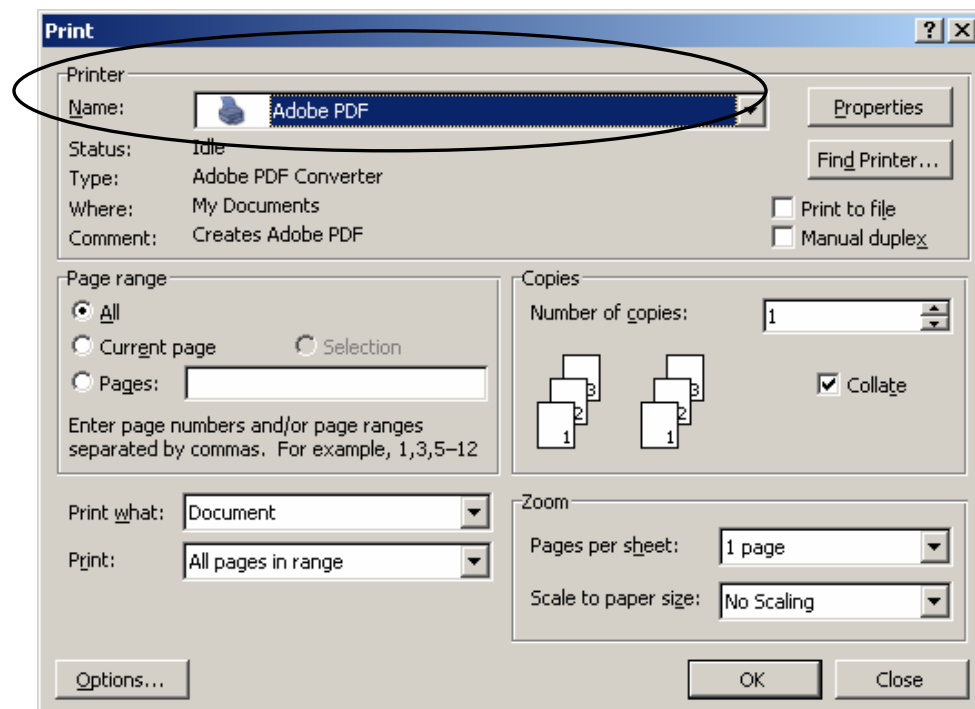 Print
Printer
Name: Adobe PDF Properties
Status: Idle
Find Printer...
Type: Adobe PDF Converter
Where: My Documents Print to file
Comment: Creates Adobe PDF Manual duplex
Page range
All
Current page Selection
Pages:
Enter page numbers and/or page ranges
separated by commas. For example, 1,3,5–12
Copies
Number of copies: 1
3 3
2 2
1 1
Collate
Print what: Document
Print: All pages in range
Zoom
Pages per sheet: 1 page
Scale to paper size: No Scaling
Options... OK Close